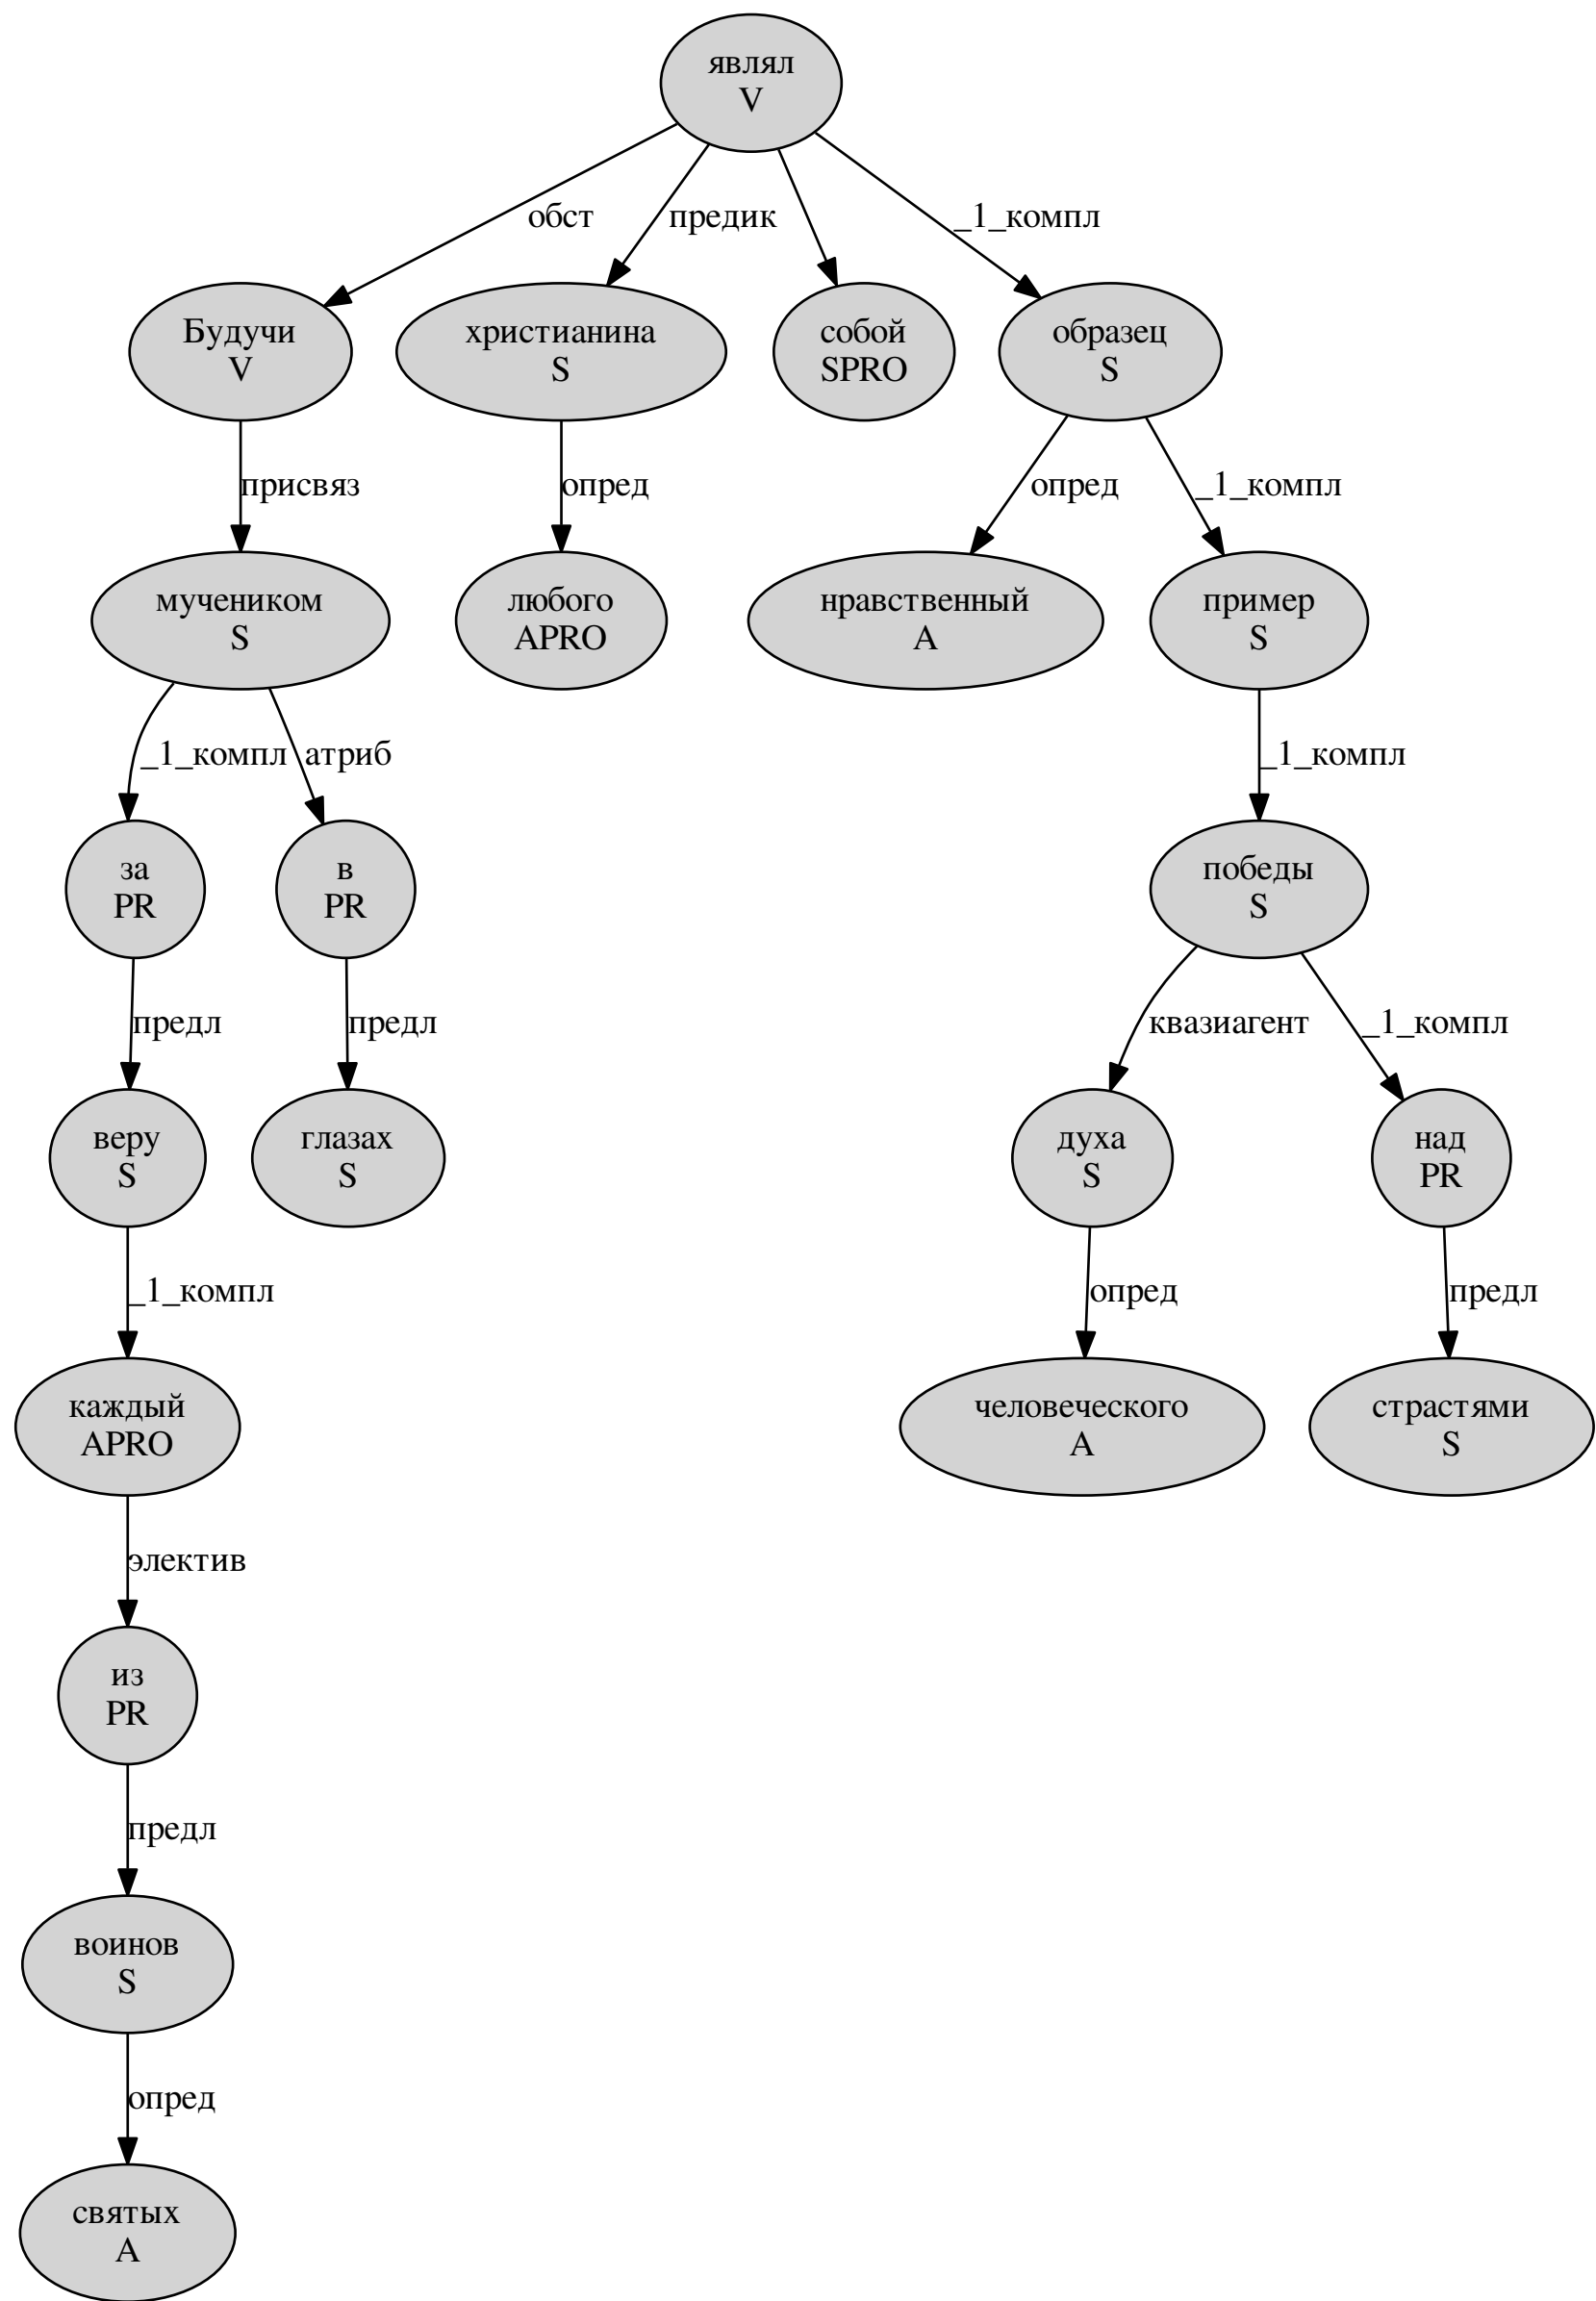 являл
V
обст
предик
_1_компл
Будучи
V
христианина
S
собой
SPRO
образец
S
присвяз
опред
опред
_1_компл
мучеником
S
любого
APRO
нравственный
A
пример
S
_1_компл
атриб
_1_компл
за
PR
в
PR
победы
S
предл
предл
квазиагент
_1_компл
веру
S
глазах
S
духа
S
над
PR
_1_компл
опред
предл
каждый
APRO
человеческого
A
страстями
S
электив
из
PR
предл
воинов
S
опред
святых
A